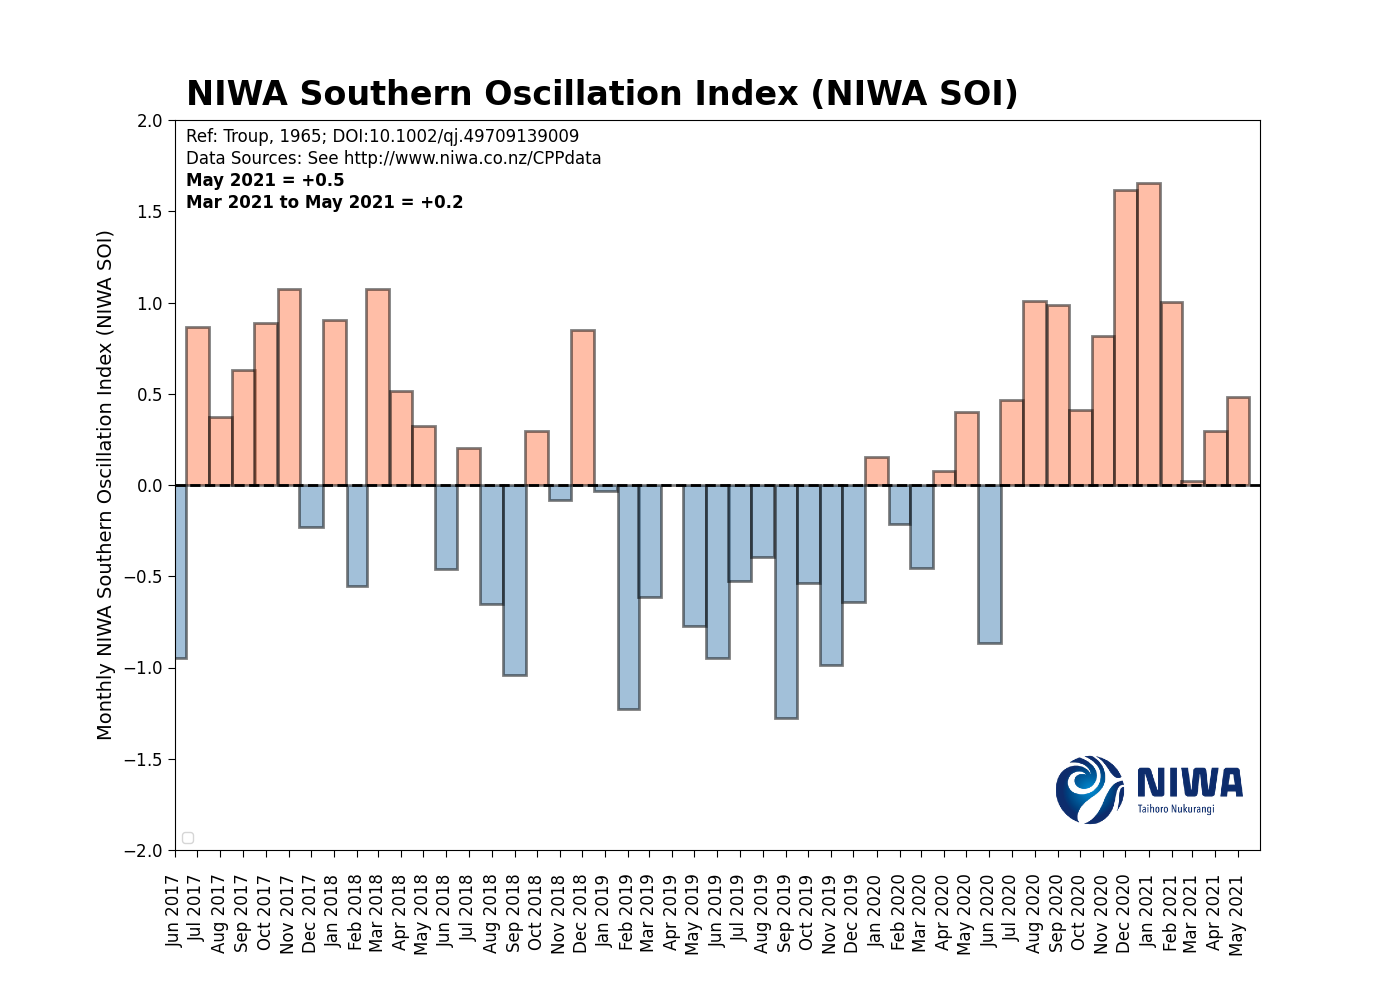 NIWA Southern Oscillation Index (NIWA SOI)
Ref: Troup, 1965; DOI:10.1002/qj.49709139009
Data Sources: See http://www.niwa.co.nz/CPPdata
May 2021 = +0.5
Mar 2021 to May 2021 = +0.2
Monthly NIWA Southern Oscillation Index (NIWA SOI)
2.0
1.5
1.0
0.5
0.0
−0.5
−1.0
−1.5
−2.0
NIWA
Taihoro Nukurangi
Jun 2017
Jul 2017
Aug 2017
Sep 2017
Oct 2017
Nov 2017
Dec 2017
Jan 2018
Feb 2018
Mar 2018
Apr 2018
May 2018
Jun 2018
Jul 2018
Aug 2018
Sep 2018
Oct 2018
Nov 2018
Dec 2018
Jan 2019
Feb 2019
Mar 2019
Apr 2019
May 2019
Jun 2019
Jul 2019
Aug 2019
Sep 2019
Oct 2019
Nov 2019
Dec 2019
Jan 2020
Feb 2020
Mar 2020
Apr 2020
May 2020
Jun 2020
Jul 2020
Aug 2020
Sep 2020
Oct 2020
Nov 2020
Dec 2020
Jan 2021
Feb 2021
Mar 2021
Apr 2021
May 2021